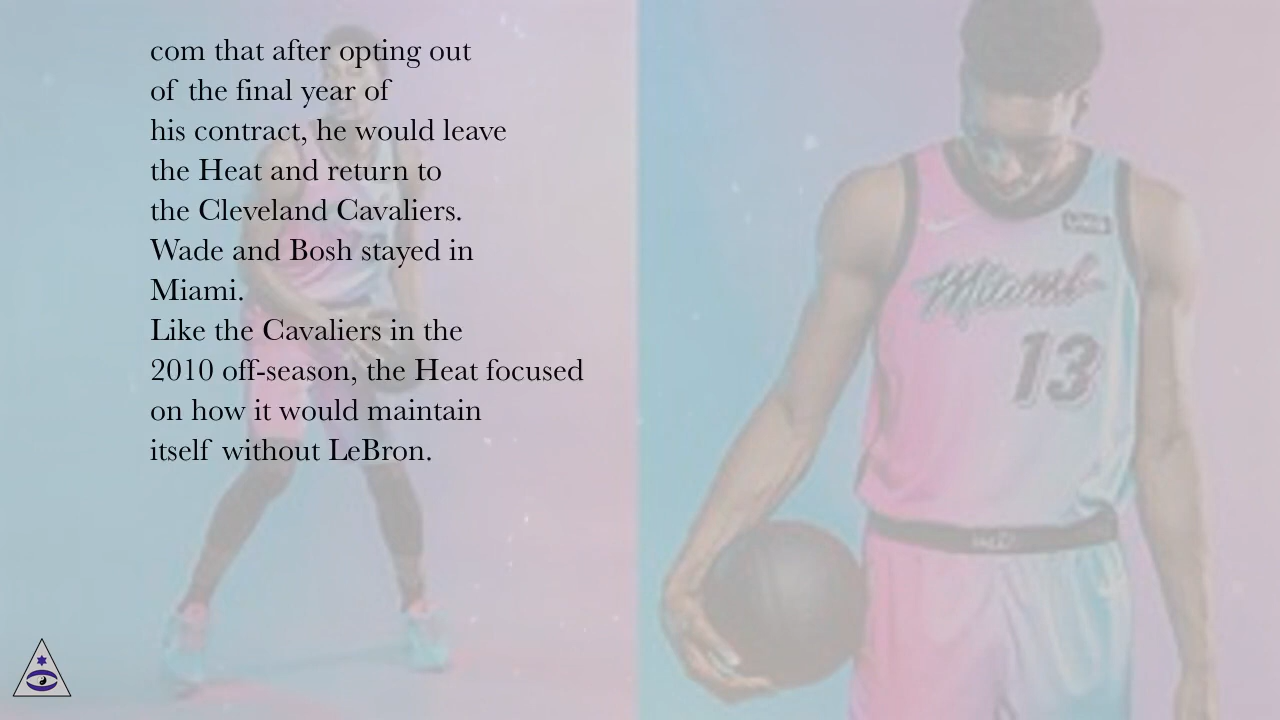 com that after opting out
of the final year of
his contract, he would leave
the Heat and return to
the Cleveland Cavaliers.
Wade and Bosh stayed in
Miami.
Like the Cavaliers in the
2010 off-season, the Heat focused
on how it would maintain
itself without LeBron.
Miami
13